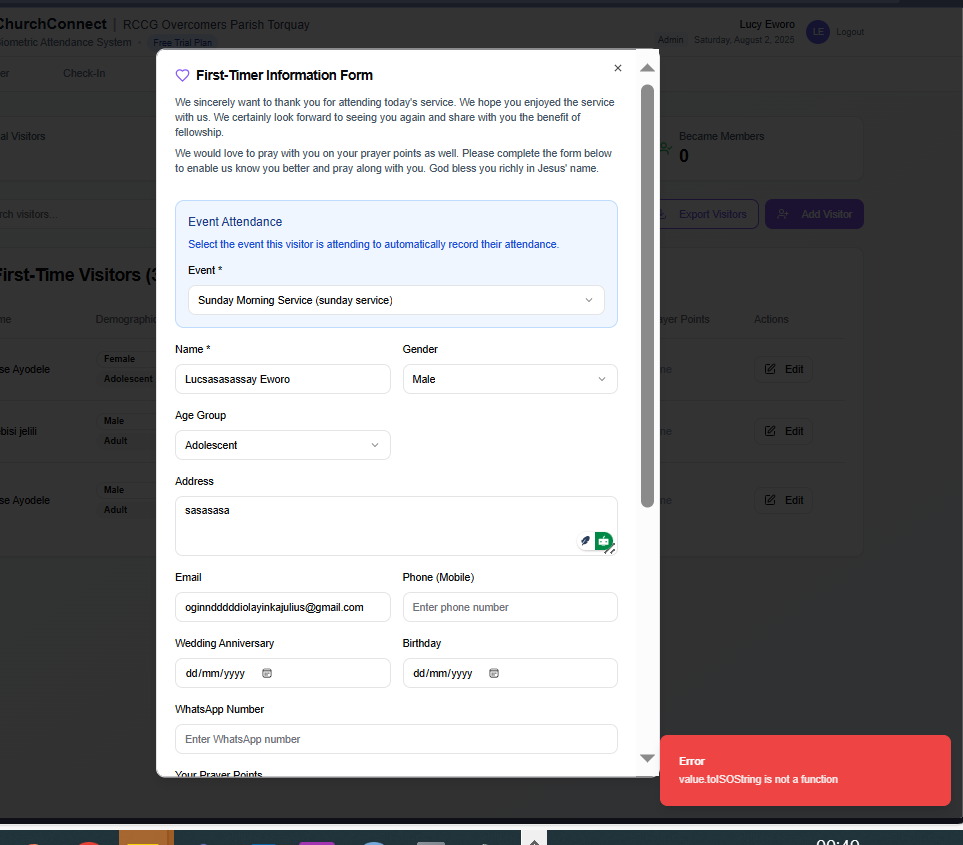 ChurchConnect | RCCG Overcomers Parish Torquay
Biometric Attendance System • Free Trial Plan
Lucy Eworo
Admin Saturday, August 2, 2025
LE
Logout
Check-In
First-Timer Information Form
×
We sincerely want to thank you for attending today's service. We hope you enjoyed the service
with us. We certainly look forward to seeing you again and share with you the benefit of
fellowship.
We would love to pray with you on your prayer points as well. Please complete the form below
to enable us know you better and pray along with you. God bless you richly in Jesus' name.
al Visitors
Became Members
0
rch visitors...
Export Visitors
Add Visitor
Event Attendance
Select the event this visitor is attending to automatically record their attendance.
Event *
Sunday Morning Service (sunday service)
First-Time Visitors (3
me
Demographic
ayer Points
Actions
Name *
Gender
Lucsasasassay Eworo
Male
Age Group
Adolescent
se Ayodele
Female
Adolescent
ne
Edit
bisi jelili
Male
Adult
ne
Edit
se Ayodele
Male
Adult
ne
Edit
Address
sasasasa
Email
Phone (Mobile)
oginndddddiolayinkajulius@gmail.com
Enter phone number
Wedding Anniversary
Birthday
dd/mm/yyyy
dd/mm/yyyy
WhatsApp Number
Enter WhatsApp number
Your Prayer Points
Error
value.toISOString is not a function